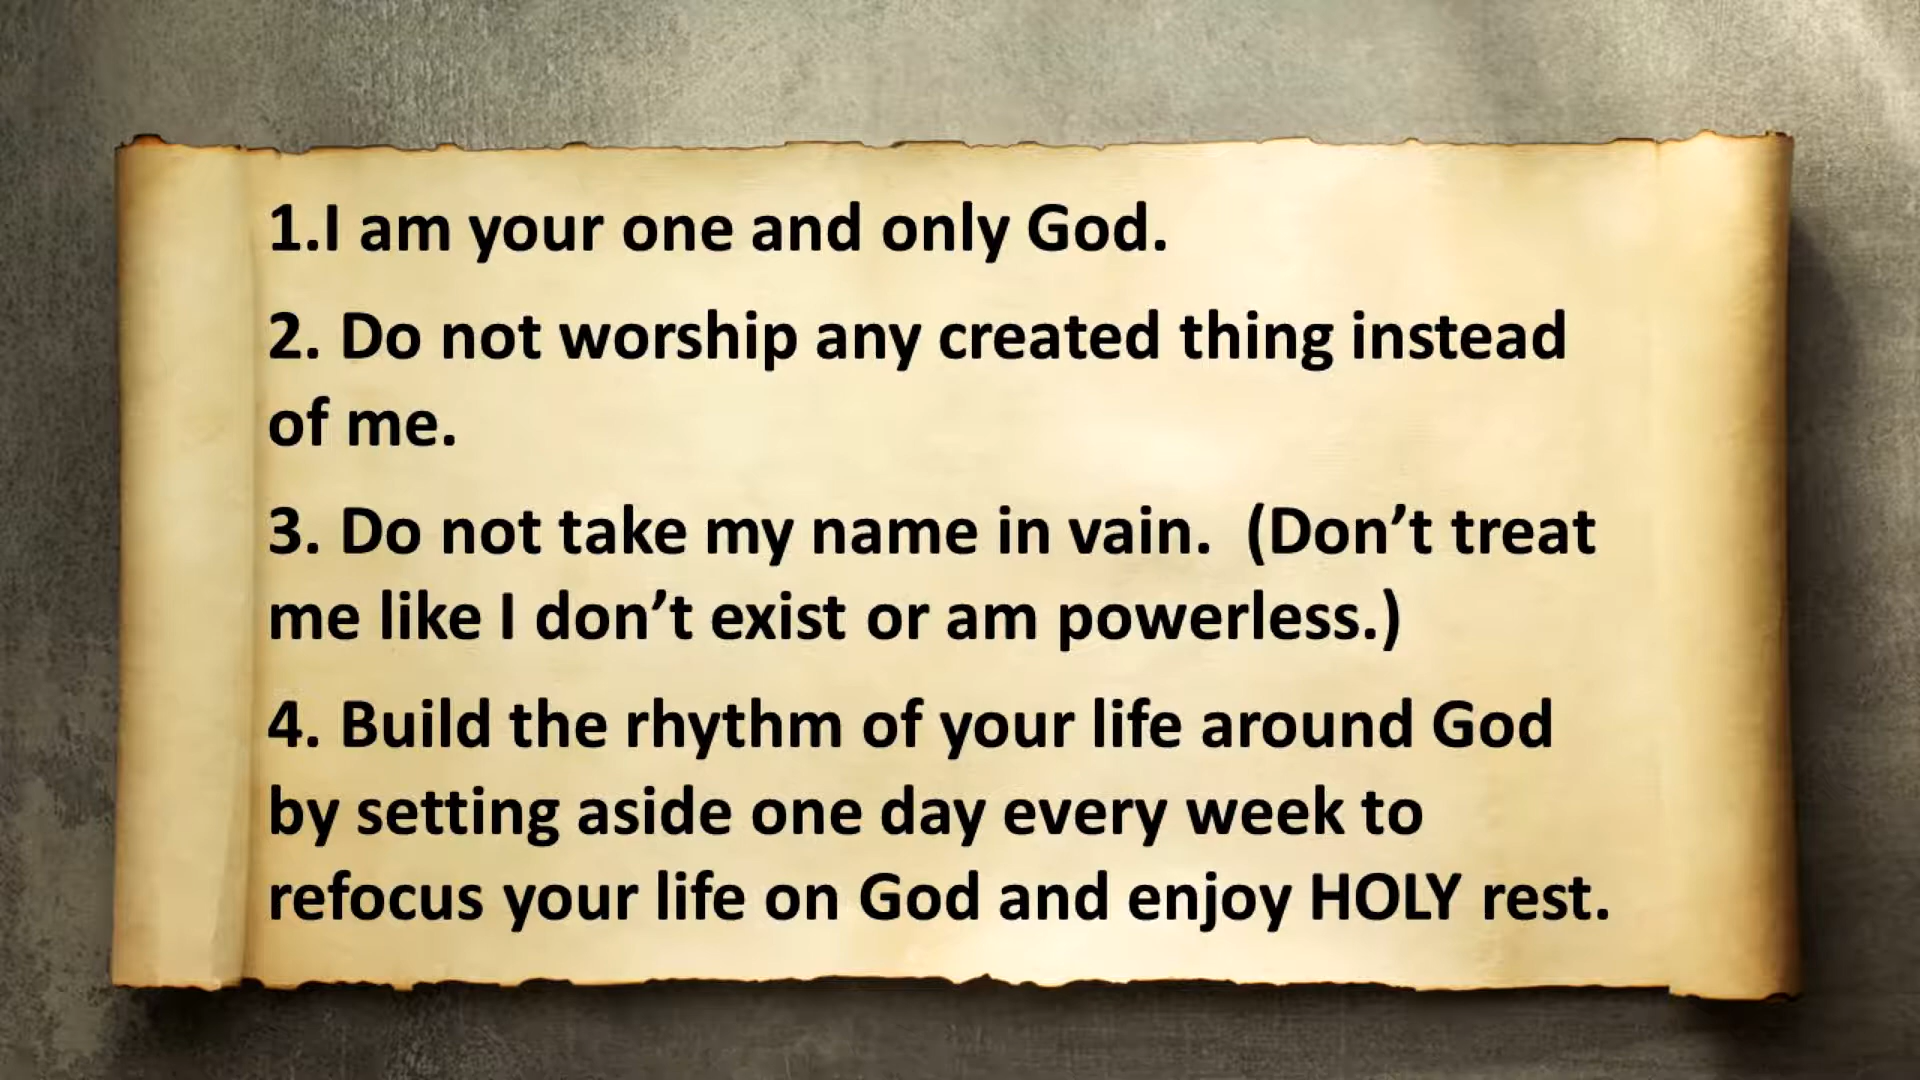 1.I am your one and only God.
2. Do not worship any created thing instead
of me.
3. Do not take my name in vain.  (Don’t treat
me like I don’t exist or am powerless.)
4. Build the rhythm of your life around God
by setting aside one day every week to
refocus your life on God and enjoy HOLY rest.